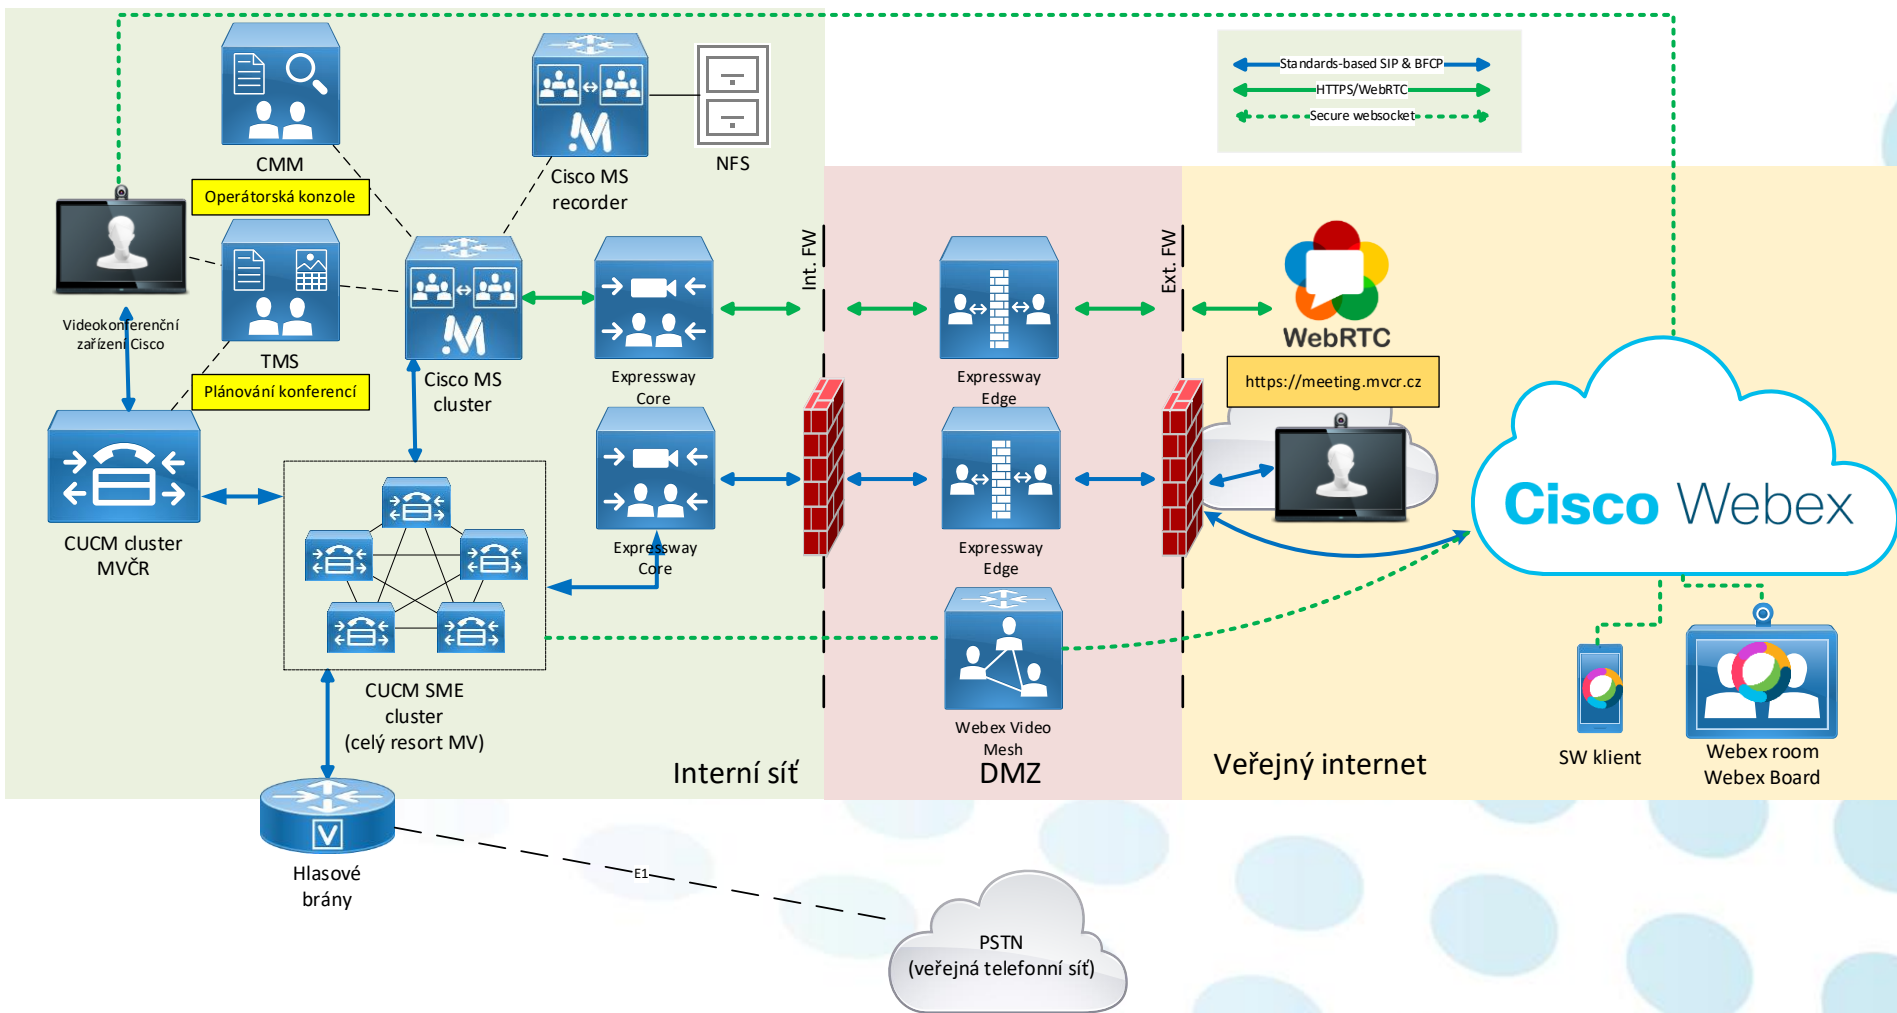 Standards-based SIP & BFCP
HTTPS/WebRTC
Secure websocket
CMM
Operátorská konzole
Cisco MS
recorder
NFS
Videokonferenční
zařízení Cisco
TMS
Plánování konferencí
Cisco MS
cluster
Expressway
Core
Int. FW
Expressway
Edge
Ext. FW
WebRTC
https://meeting.mvcr.cz
CUCM cluster
MVČR
Expressway
Core
Expressway
Edge
Cisco Webex
CUCM SME
cluster
(celý resort MV)
Webex Video
Mesh
Interní síť
DMZ
Veřejný internet
SW klient
Webex room
Webex Board
V
Hlasové
brány
E1
PSTN
(veřejná telefonní síť)